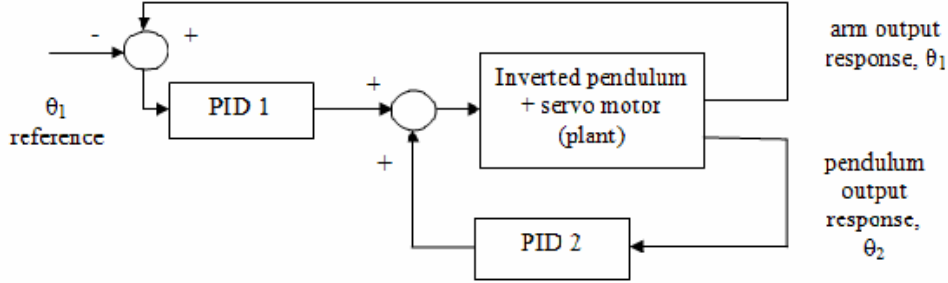 -
+
θ1
reference
PID 1
+
+
Inverted pendulum
+ servo motor
(plant)
PID 2
arm output
response, θ1
pendulum
output
response,
θ2